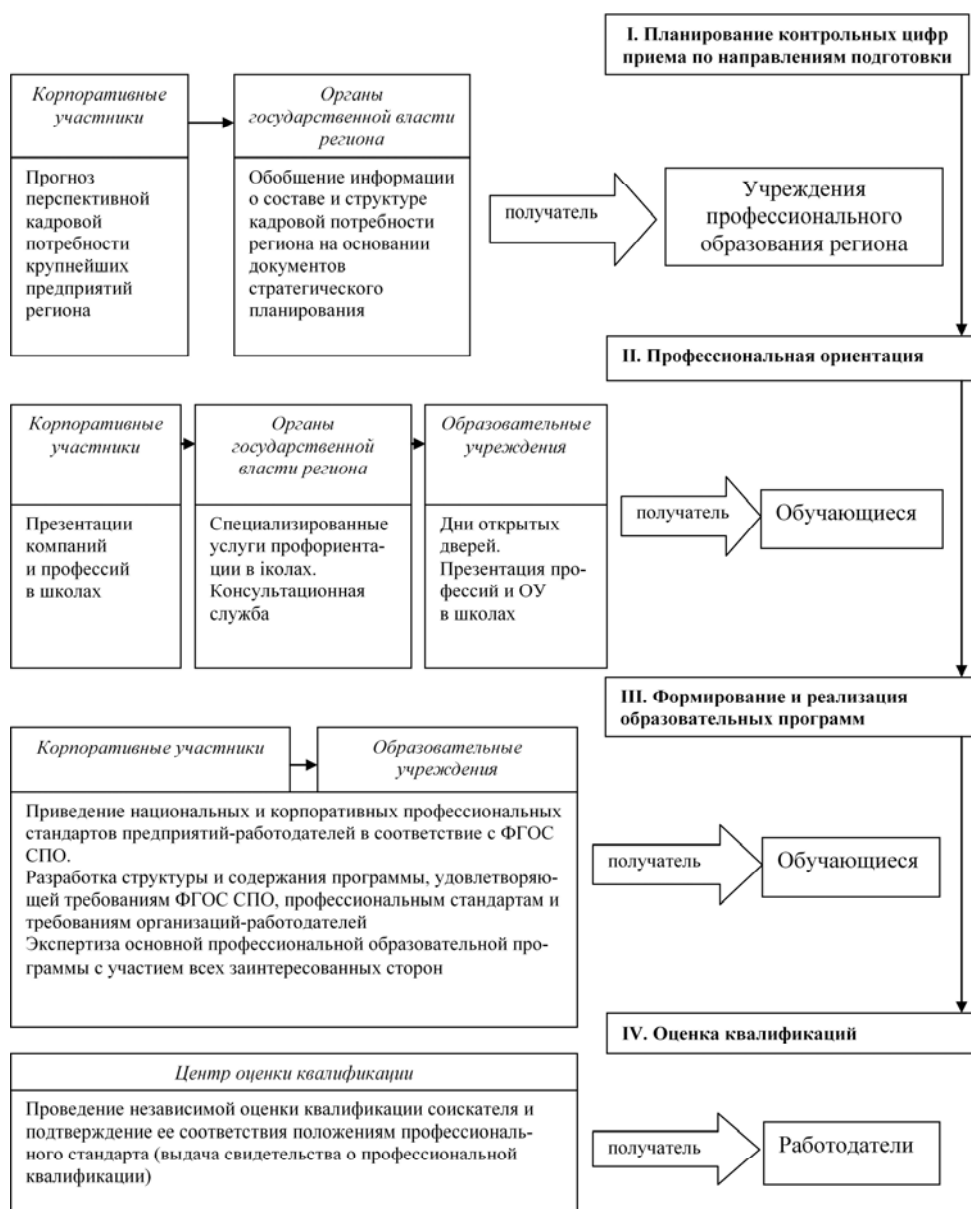 I. Планирование контрольных цифр
приема по направлениям подготовки
Корпоративные
участники
Органы
государственной власти
региона
Прогноз
перспективной
кадровой
потребности
крупнейших
предприятий
региона
Обобщение информации
о составе и структуре
кадровой потребности
региона на основании
документов
стратегического
планирования
получатель
Учреждения
профессионального
образования региона
II. Профессиональная ориентация
Корпоративные
участники
Органы
государственной
власти региона
Образовательные
учреждения
Презентации
компаний
и профессий
в школах
Специализированные
услуги профориента-
ции в іколах.
Консультационная
служба
Дни открытых
дверей.
Презентация про-
фессий и ОУ
в школах
получатель
Обучающиеся
III. Формирование и реализация
образовательных программ
Корпоративные участники
Образовательные
учреждения
Приведение национальных и корпоративных профессиональных
стандартов предприятий-работодателей в соответствие с ФГОС
СПО.
Разработка структуры и содержания программы, удовлетворяю-
щей требованиям ФГОС СПО, профессиональным стандартам и
требованиям организаций-работодателей
Экспертиза основной профессиональной образовательной про-
граммы с участием всех заинтересованных сторон
получатель
Обучающиеся
IV. Оценка квалификаций
Центр оценки квалификации
Проведение независимой оценки квалификации соискателя и
подтверждение ее соответствия положениям профессиональ-
ного стандарта (выдача свидетельства о профессиональной
квалификации)
получатель
Работодатели